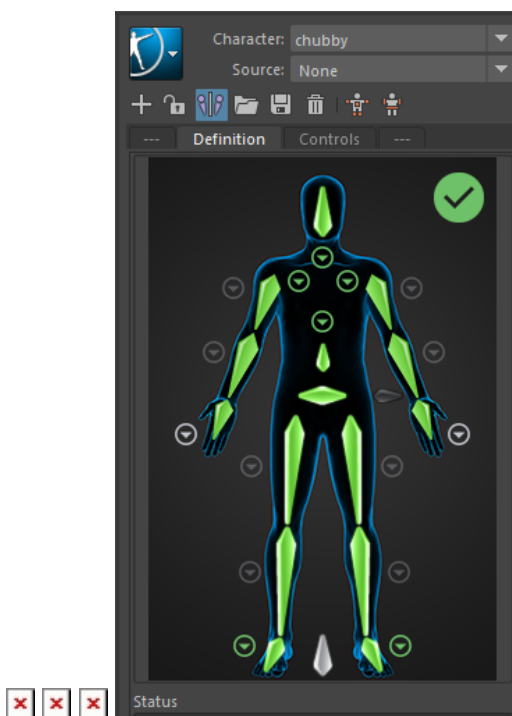 Character: chubby
Source: None
--- Definition Controls ---
Status